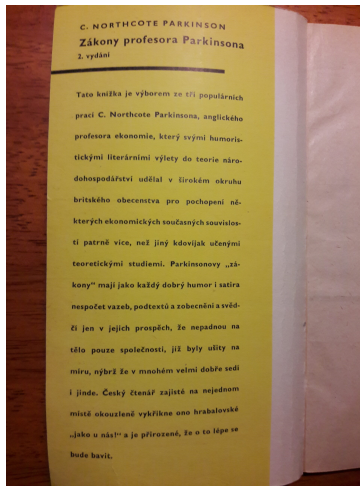 C. NORTHCOTE PARKINSON
Zákony profesora Parkinsona
2. vydání
Tato knížka je výborem ze tří populárních
prací C. Northcote Parkinsona, anglického
profesora ekonomie, který svými humoris-
tickými literárními výlety do teorie náro-
dohospodářství udělal v širokém okruhu
britského obecenstva pro pochopení ně-
kterých ekonomických současných souvislos-
tí patrně více, než jiný kdovíjak učenými
teoretickými studiemi. Parkinsonovy „zá-
kony“ mají jako každý dobrý humor i satira
nespočet vazeb, podtextů a zobecnění a svěd-
čí jen v jejich prospěch, že nepadnou na
tělo pouze společnosti, jíž byly ušity na
míru, nýbrž že v mnohém velmi dobře sedí
i jinde. Český čtenář zajisté na nejednom
místě okouzleně vykřikne ono hrabalovské
„jako u nás!“ a je přirozené, že o to lépe se
bude bavit.